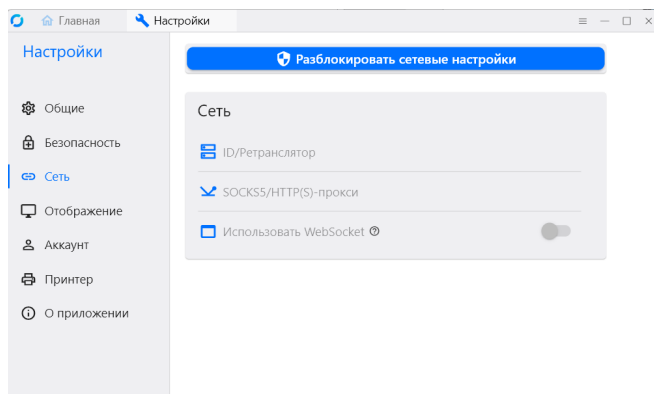 Главная
Настройки
Настройки
Разблокировать сетевые настройки
Общие
Безопасность
Сеть
Отображение
Аккаунт
Принтер
О приложении
Сеть
ID/Ретранслятор
SOCKS5/HTTP(S)-прокси
Использовать WebSocket